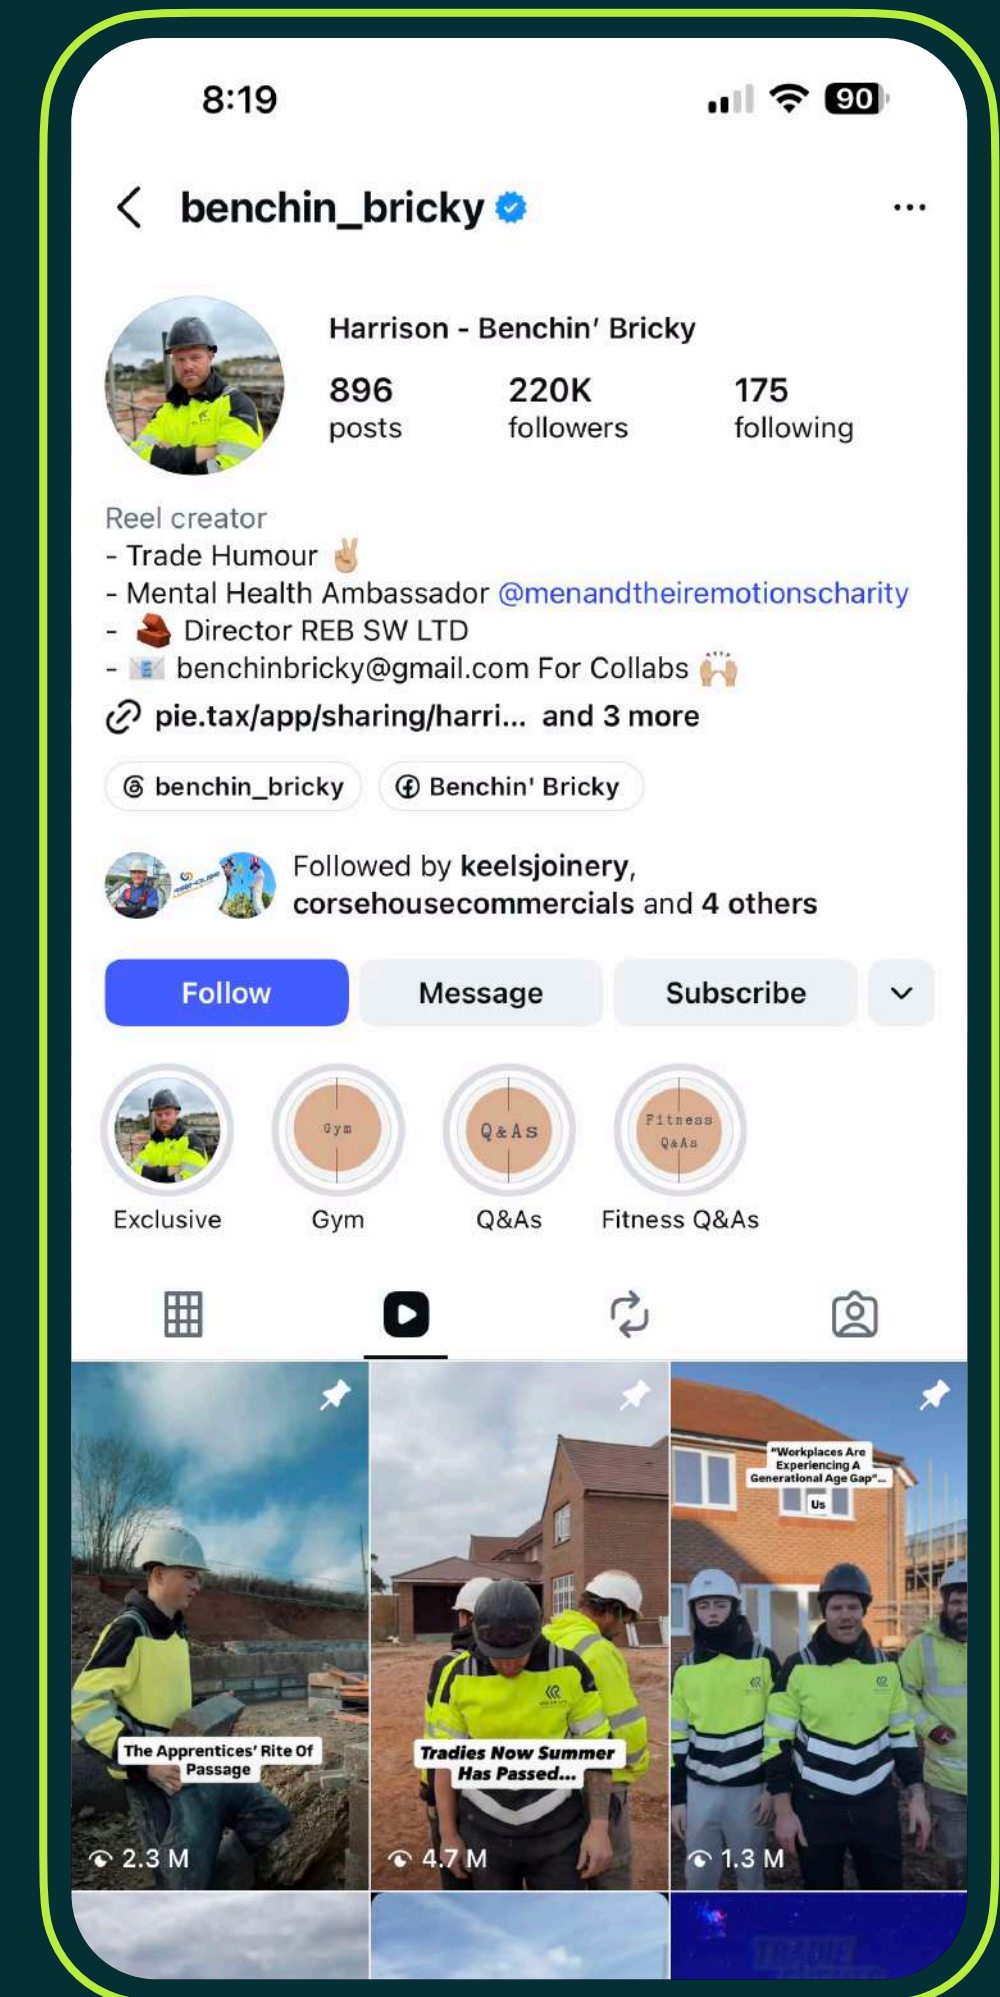 8:19
90
benchin_bricky
Harrison - Benchin’ Bricky
896 220K 175
posts followers following
Reel creator
- Trade Humour ✌🏼
- Mental Health Ambassador @menandtheiremotionscharity
- 🧱 Director REB SW LTD
- 📧 benchinbricky@gmail.com For Collabs 🙌🏼
pie.tax/app/sharing/harri... and 3 more
benchin_bricky Benchin' Bricky
Followed by keelsjoinery,
corsehousecommercials and 4 others
Follow Message Subscribe
Gym
Q&As
Fitness
Q&As
Exclusive Gym Q&As Fitness Q&As
"Workplaces Are
Experiencing A
Generational Age Gap"...
Us
The Apprentices’ Rite Of
Passage
Tradies Now Summer
Has Passed...
2.3 M 4.7 M 1.3 M